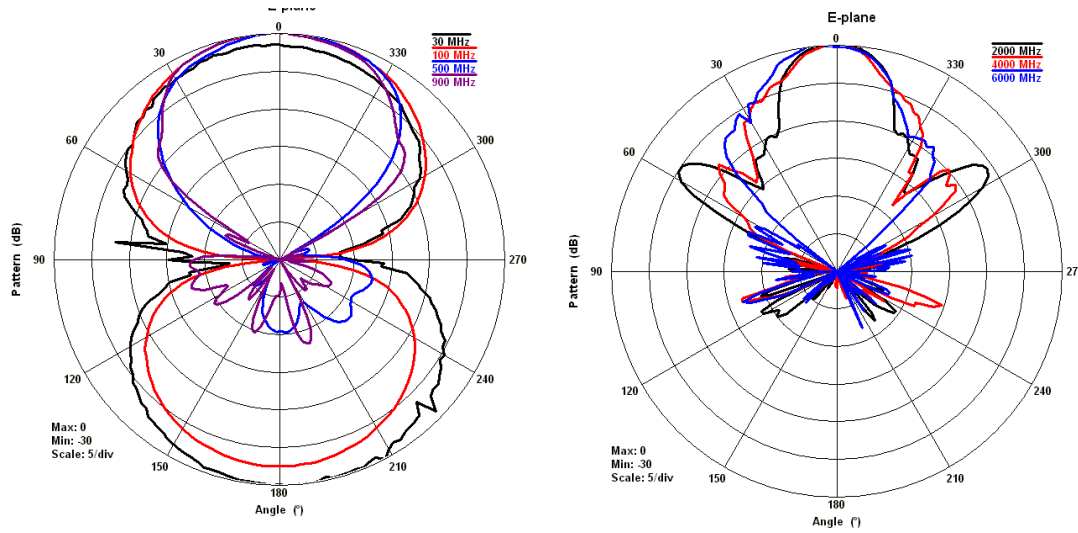 E-plane
0
30
330
30 MHz
100 MHz
500 MHz
900 MHz
60
300
90
270
Pattern (dB)
120
240
Max: 0
Min: -30
Scale: 5/div
150
210
180
Angle (°)
E-plane
0
30
330
2000 MHz
4000 MHz
6000 MHz
60
300
90
27
Pattern (dB)
120
240
Max: 0
Min: -30
Scale: 5/div
150
210
180
Angle (°)